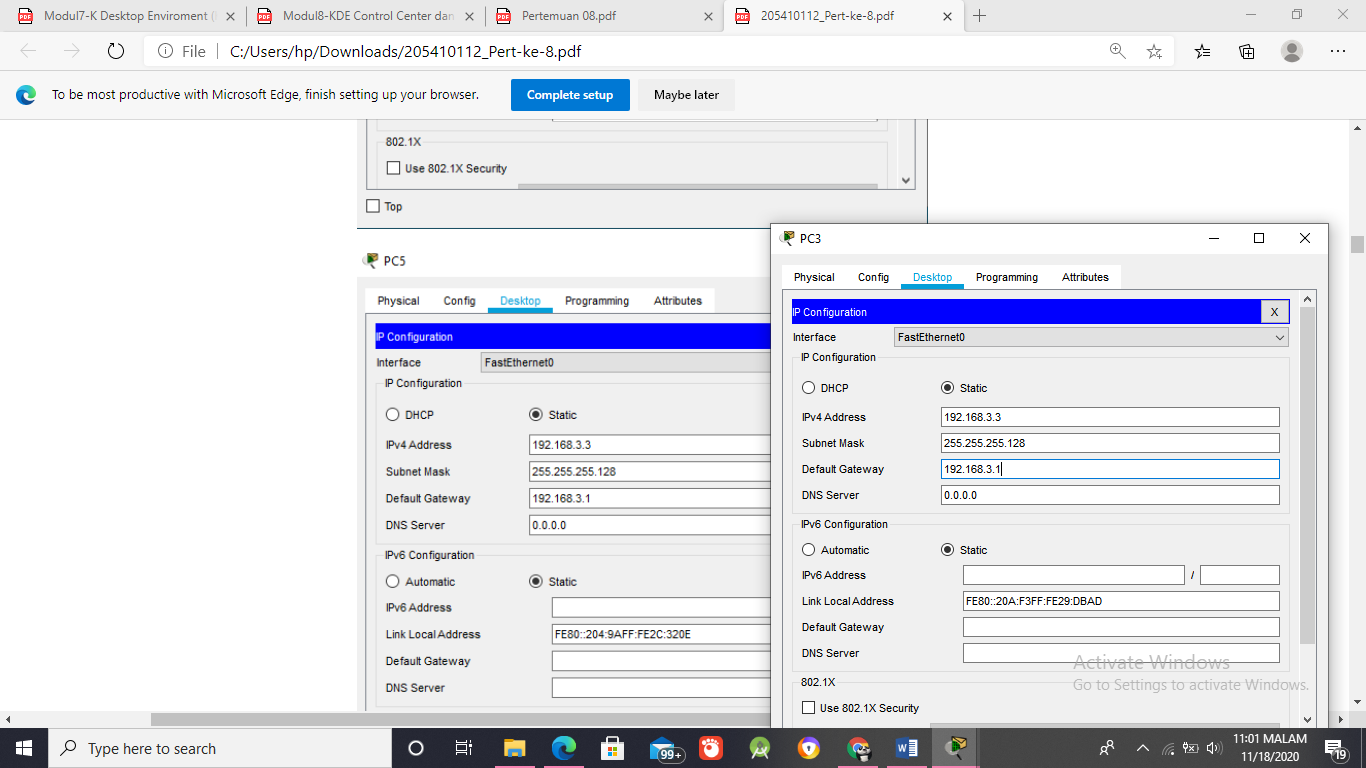 Modul7-K Desktop Enviroment (
Modul8-KDE Control Center dan
Pertemuan 08.pdf
205410112_Pert-ke-8.pdf
File
C:/Users/hp/Downloads/205410112_Pert-ke-8.pdf
To be most productive with Microsoft Edge, finish setting up your browser.
Complete setup
Maybe later
802.1X
Use 802.1X Security
Top
PC5
Physical Config Desktop Programming Attributes
IP Configuration
Interface FastEthernet0
IP Configuration
DHCP Static
IPv4 Address 192.168.3.3
Subnet Mask 255.255.255.128
Default Gateway 192.168.3.1
DNS Server 0.0.0.0
IPv6 Configuration
Automatic Static
IPv6 Address
Link Local Address FE80::204:9AFF:FE2C:320E
Default Gateway
DNS Server
PC3
Physical Config Desktop Programming Attributes
IP Configuration X
Interface FastEthernet0
IP Configuration
DHCP Static
IPv4 Address 192.168.3.3
Subnet Mask 255.255.255.128
Default Gateway 192.168.3.1
DNS Server 0.0.0.0
IPv6 Configuration
Automatic Static
IPv6 Address /
Link Local Address FE80::20A:F3FF:FE29:DBAD
Default Gateway
DNS Server
802.1X
Use 802.1X Security
Activate Windows
Go to Settings to activate Windows.
Type here to search
99+
11:01 MALAM
11/18/2020
19